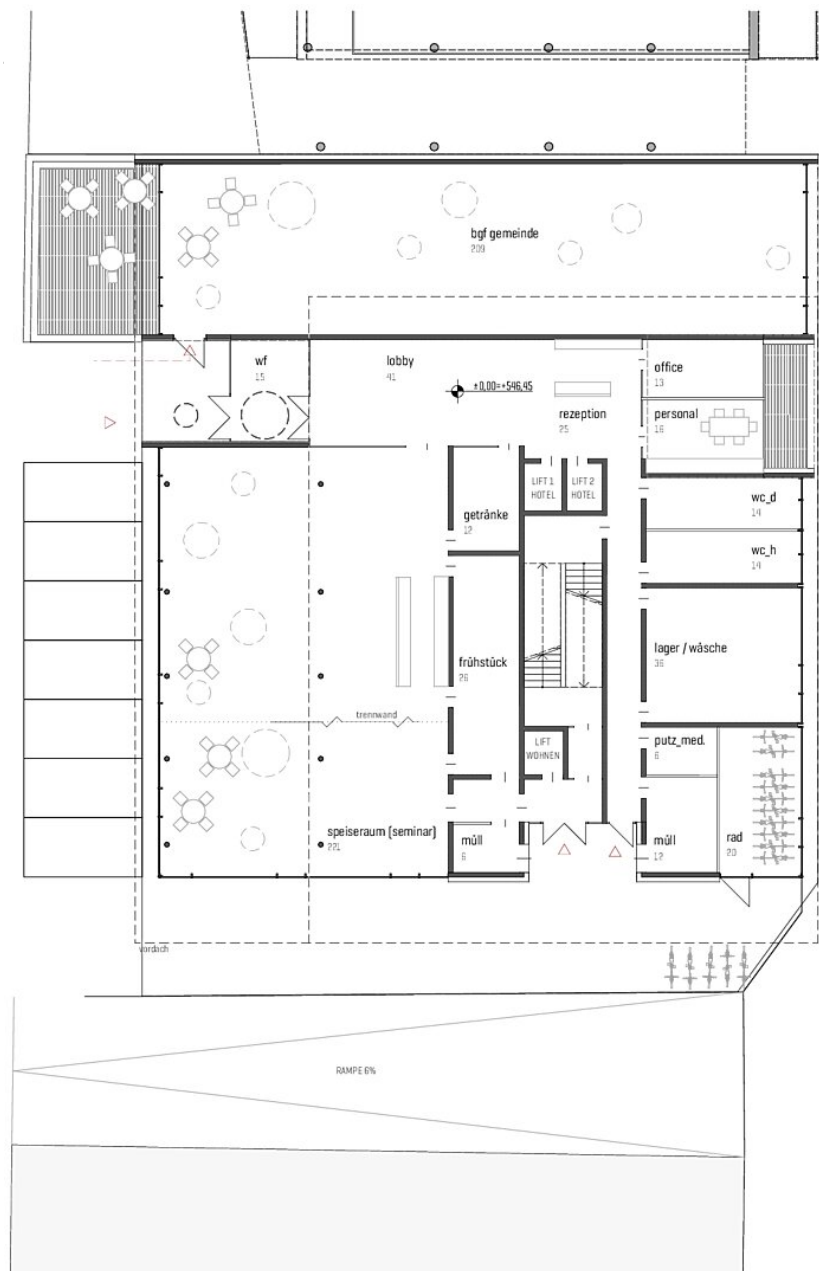 bgf gemeinde
209
wf
15
lobby
41
±0,00=+546,45
rezeption
25
office
13
personal
16
LIFT 1
HOTEL
LIFT 2
HOTEL
getränke
12
wc_d
14
wc_h
14
frühstück
26
lager / wäsche
36
trennwand
LIFT
WOHNEN
putz_med.
6
speiseraum (seminar)
221
müll
6
müll
12
rad
20
vordach
RAMPE 6%